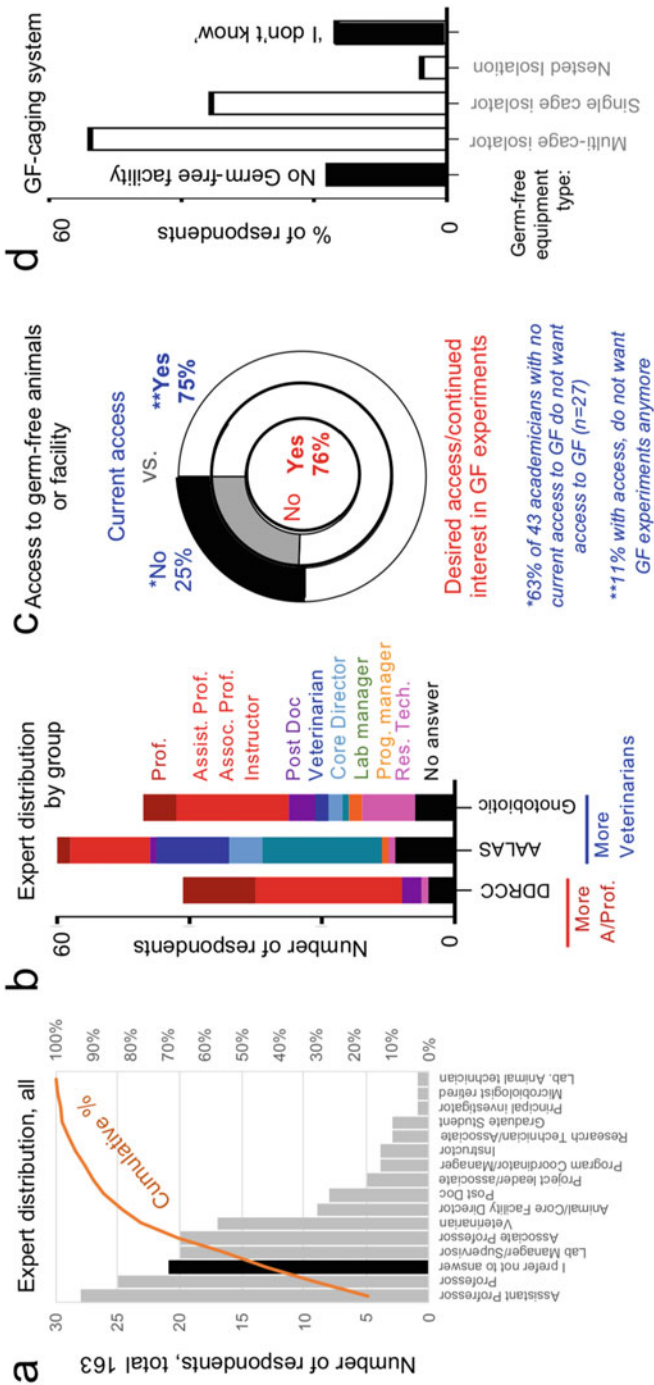 a
Expert distribution, all
Number of respondents, total 163
30
25
20
15
10
5
0
100%
90%
80%
70%
60%
50%
40%
30%
20%
10%
0%
Cumulative %
Assistant Profressor
Professor
I prefer not to answer
Lab Manager/Supervisor
Associate Professor
Veterinarian
Animal/Core Facility Director
Post Doc
Project leader/associate
Program Coordinator/Manager
Instructor
Research Technician/Associate
Graduate Student
Principal investigator
Microbiologist retired
Lab. Animal technician
b
Expert distribution
by group
Number of respondents
60
0
Prof.
Assist. Prof.
Assoc. Prof.
Instructor
Post Doc
Veterinarian
Core Director
Lab manager
Prog. manager
Res. Tech.
No answer
DDRCC
AALAS
Gnotobiotic
More
A/Prof.
More
Veterinarians
c
Access to germ-free animals
or facility
Current access
*No
25%
vs.
**Yes
75%
No
Yes
76%
Desired access/continued
interest in GF experiments
*63% of 43 academicians with no
current access to GF do not want
access to GF (n=27)
**11% with access, do not want
GF experiments anymore
d
GF-caging system
% of respondents
60
0
No Germ-free facility
'I don't know'
Germ-free
equipment
type:
Multi-cage isolator
Single cage isolator
Nested Isolation